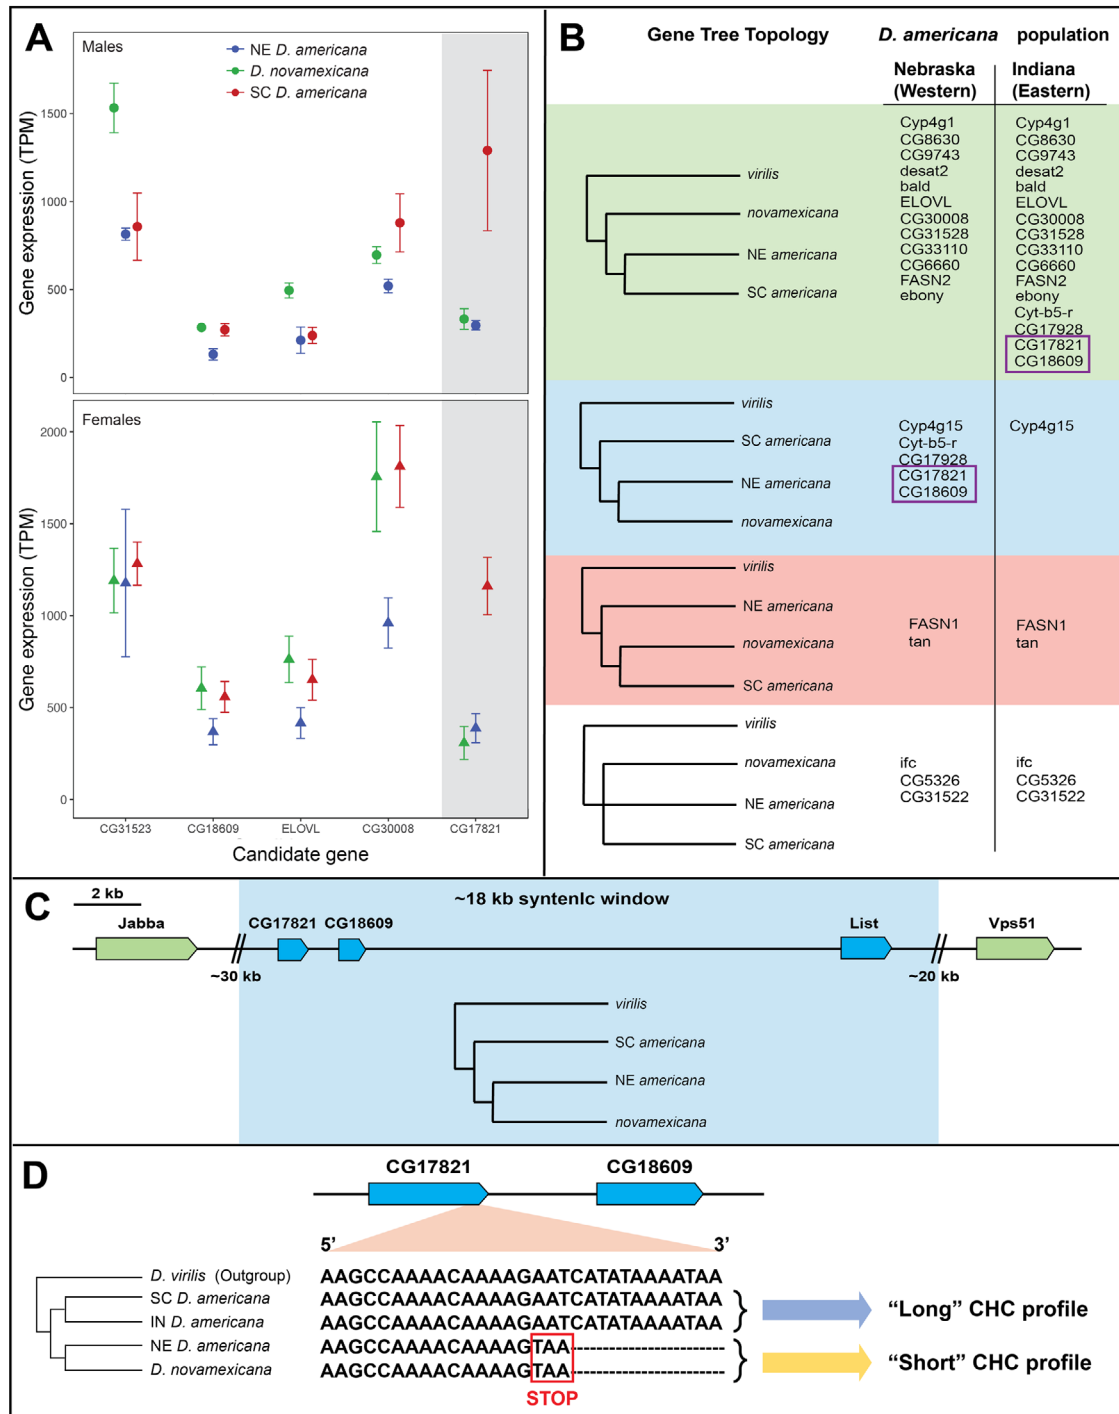 A
Males
NE D. americana
D. novamexicana
SC D. americana
Gene expression (TPM)
1500
1000
500
0
Females
Gene expression (TPM)
2000
1500
1000
500
0
CG31523
CG18609
ELOVL
CG30008
CG17821
Candidate gene
B
Gene Tree Topology
D. americana population
Nebraska (Western)
Indiana (Eastern)
virilis
novamexicana
NE americana
SC americana
Cyp4g1
CG8630
CG9743
desat2
bald
ELOVL
CG30008
CG31528
CG33110
CG6660
FASN2
ebony
Cyp4g1
CG8630
CG9743
desat2
bald
ELOVL
CG30008
CG31528
CG33110
CG6660
FASN2
ebony
Cyt-b5-r
CG17928
CG17821
CG18609
virilis
SC americana
NE americana
novamexicana
Cyp4g15
Cyt-b5-r
CG17928
CG17821
CG18609
Cyp4g15
virilis
NE americana
novamexicana
SC americana
FASN1
tan
FASN1
tan
virilis
novamexicana
NE americana
SC americana
ifc
CG5326
CG31522
ifc
CG5326
CG31522
C
2 kb
~18 kb syntenIc window
Jabba
CG17821
CG18609
List
Vps51
~30 kb
~20 kb
virilis
SC americana
NE americana
novamexicana
D
CG17821
CG18609
5’
3’
D. virilis (Outgroup)
AAGCCAAAACAAAAGAATCATATAAAATAA
SC D. americana
AAGCCAAAACAAAAGAATCATATAAAATAA
IN D. americana
AAGCCAAAACAAAAGAATCATATAAAATAA
NE D. americana
AAGCCAAAACAAAAGTAA---------------
D. novamexicana
AAGCCAAAACAAAAGTAA---------------
STOP
“Long” CHC profile
“Short” CHC profile